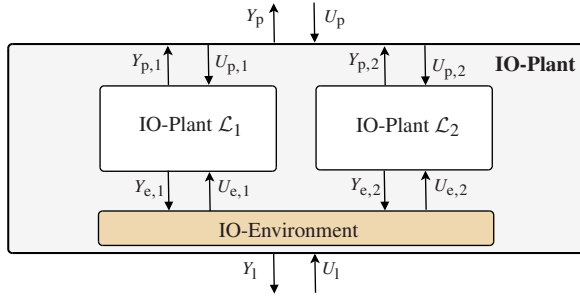 Y_p U_p
Y_p,1 U_p,1 Y_p,2 U_p,2 IO-Plant
IO-Plant ℒ_1 IO-Plant ℒ_2
Y_e,1 U_e,1 Y_e,2 U_e,2
IO-Environment
Y_l U_l